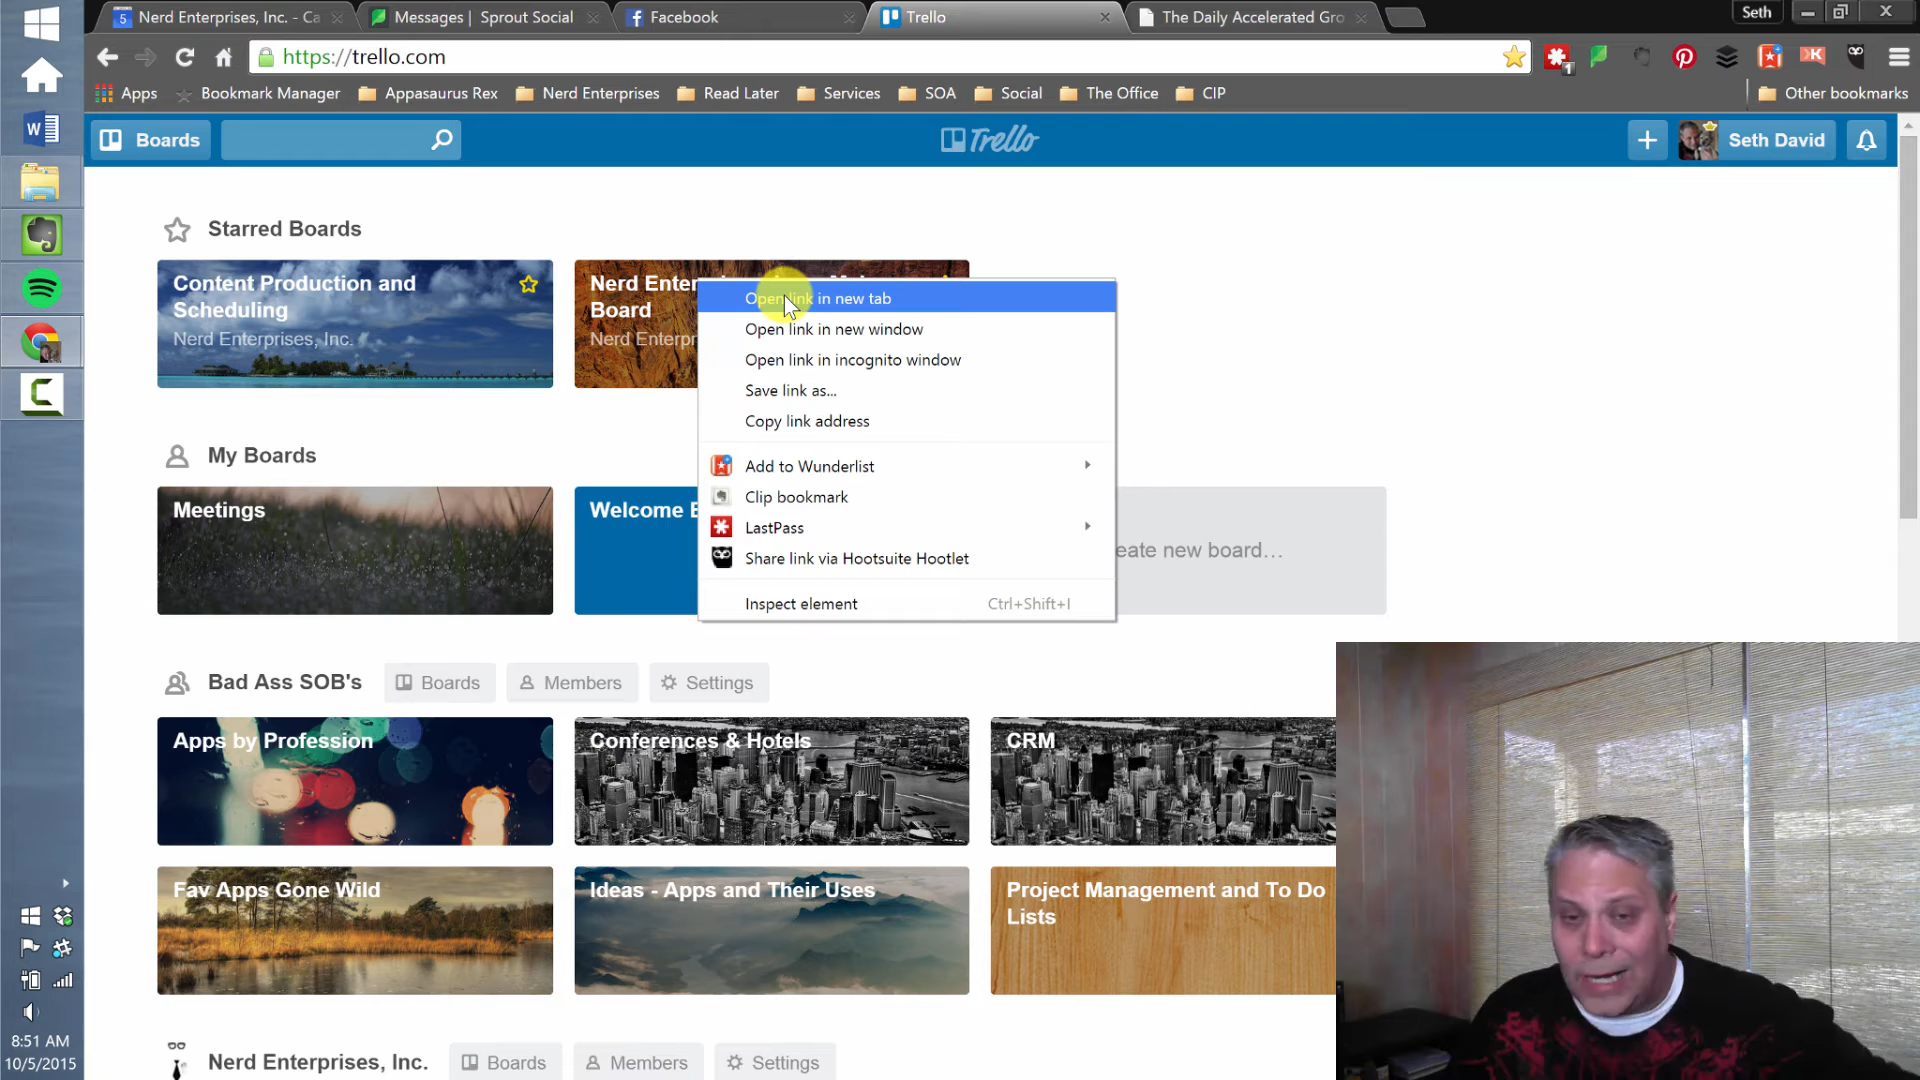 5 Nerd Enterprises, Inc. - Ca
Messages | Sprout Social
Facebook
Trello
The Daily Accelerated Gro
Seth
https://trello.com
1
Apps
Bookmark Manager
Appasaurus Rex
Nerd Enterprises
Read Later
Services
SOA
Social
The Office
CIP
Other bookmarks
Boards
Trello
Seth David
Starred Boards
Content Production and
Scheduling
Nerd Enterprises, Inc.
Nerd Enter
Board
Nerd Enterpr
Open link in new tab
Open link in new window
Open link in incognito window
Save link as...
Copy link address
Add to Wunderlist
Clip bookmark
LastPass
Share link via Hootsuite Hootlet
Inspect element Ctrl+Shift+I
My Boards
Meetings
Welcome
eate new board…
Bad Ass SOB's
Boards
Members
Settings
Apps by Profession
Conferences & Hotels
CRM
Fav Apps Gone Wild
Ideas - Apps and Their Uses
Project Management and To Do
Lists
Nerd Enterprises, Inc.
Boards
Members
Settings
8:51 AM
10/5/2015